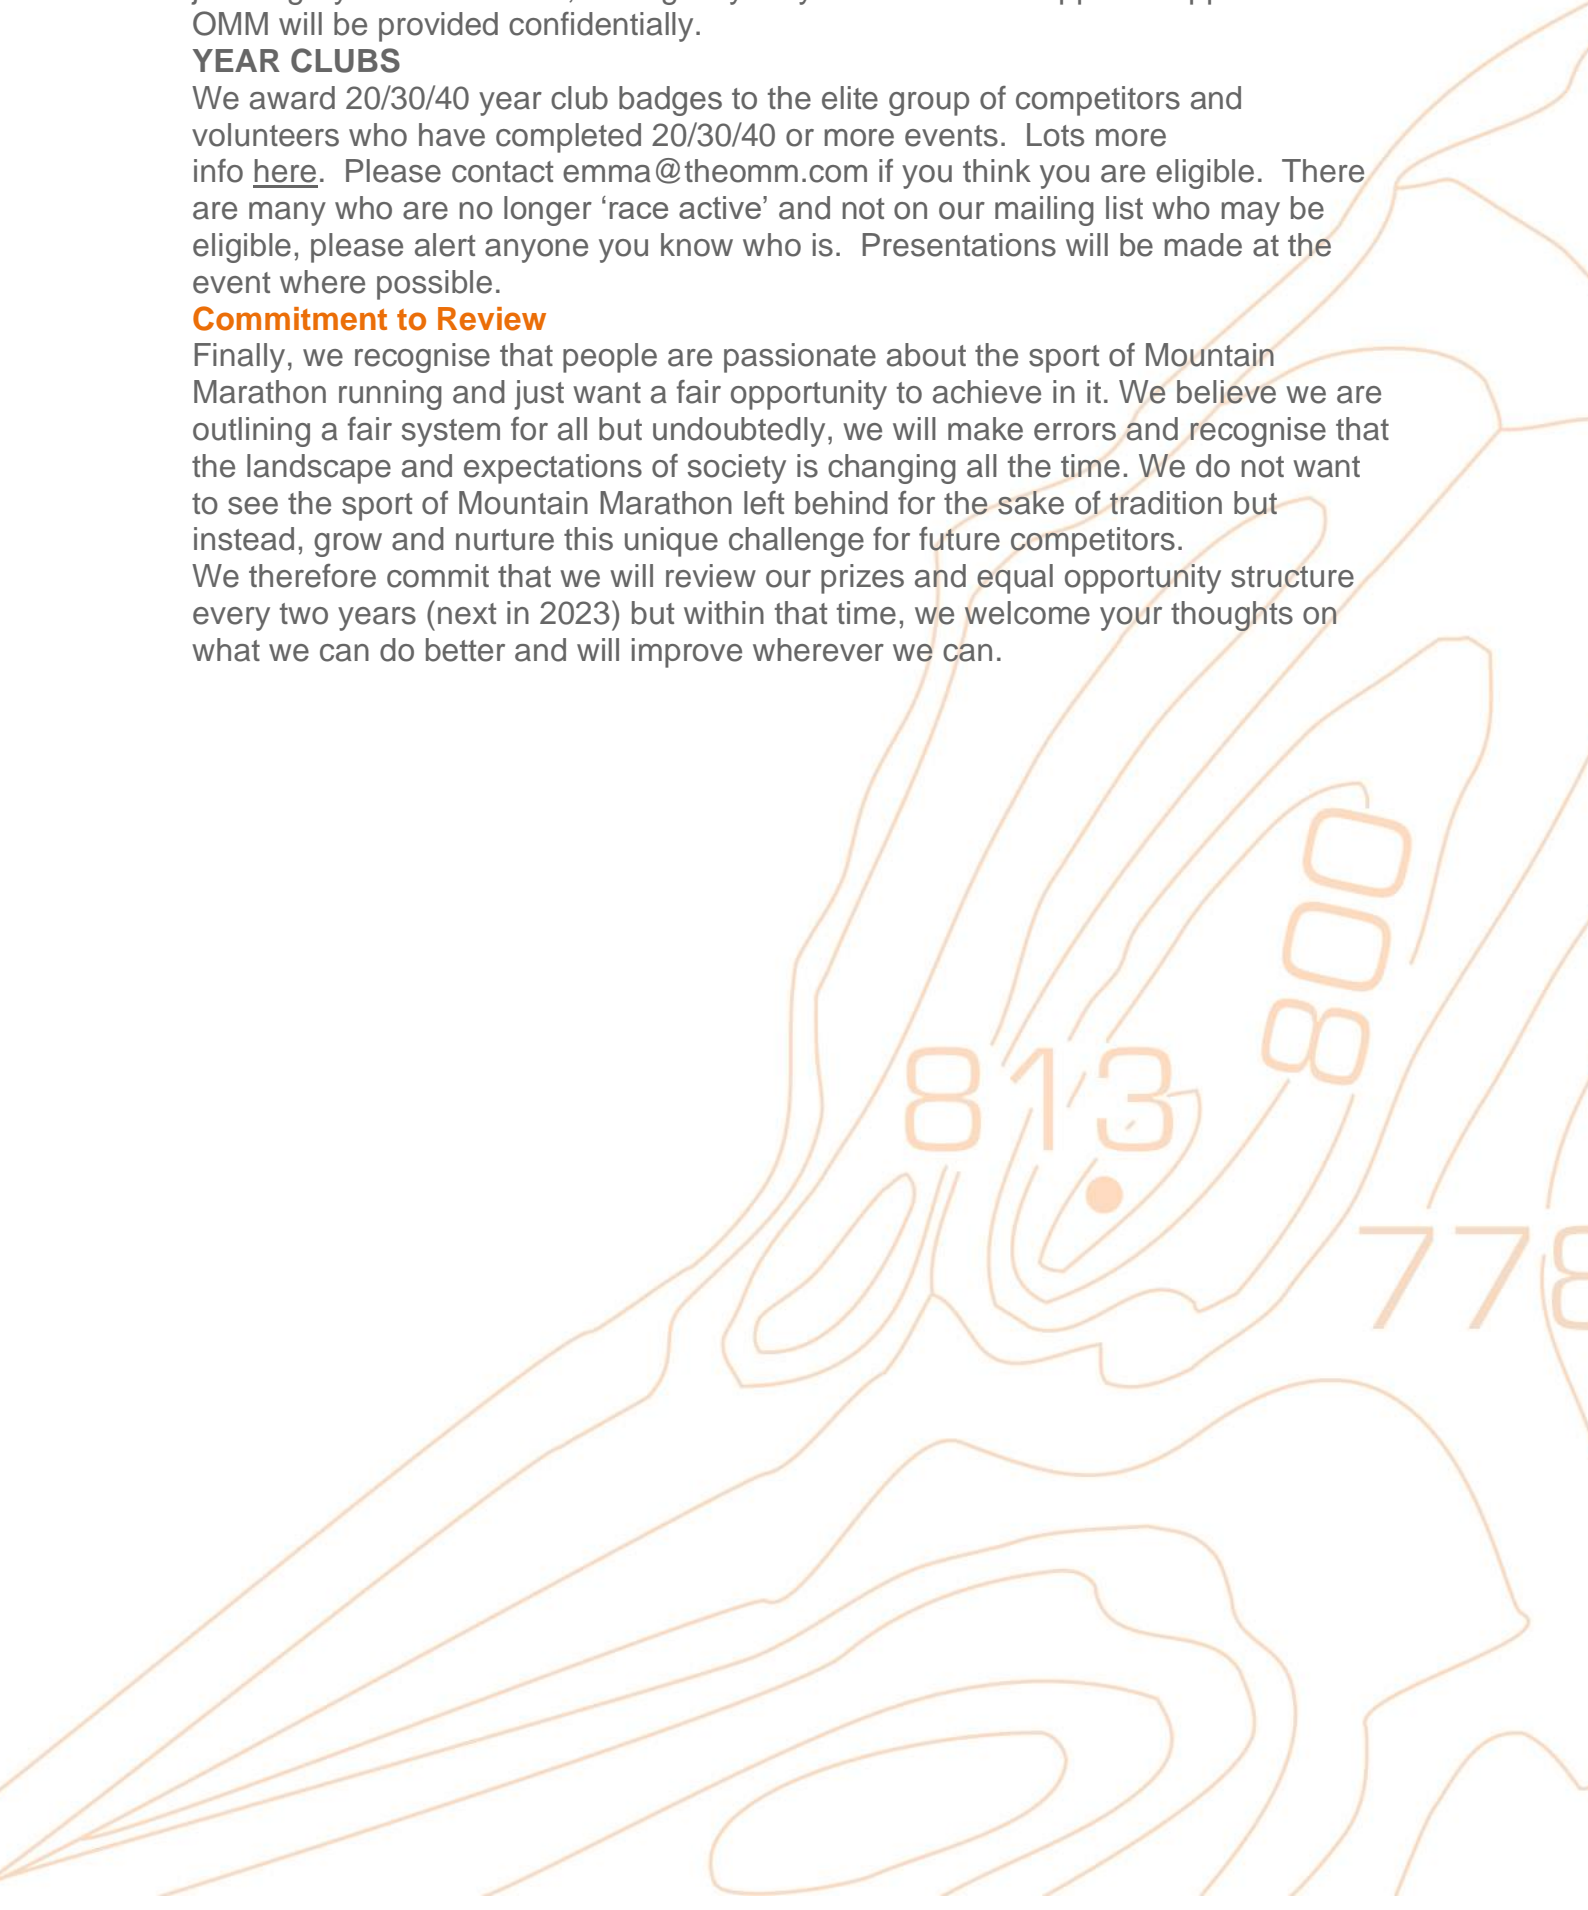 OMM will be provided confidentially.
YEAR CLUBS
We award 20/30/40 year club badges to the elite group of competitors and
volunteers who have completed 20/30/40 or more events.  Lots more
info here.  Please contact emma@theomm.com if you think you are eligible.  There
are many who are no longer ‘race active’ and not on our mailing list who may be
eligible, please alert anyone you know who is.  Presentations will be made at the
event where possible.
Commitment to Review
Finally, we recognise that people are passionate about the sport of Mountain
Marathon running and just want a fair opportunity to achieve in it. We believe we are
outlining a fair system for all but undoubtedly, we will make errors and recognise that
the landscape and expectations of society is changing all the time. We do not want
to see the sport of Mountain Marathon left behind for the sake of tradition but
instead, grow and nurture this unique challenge for future competitors.
We therefore commit that we will review our prizes and equal opportunity structure
every two years (next in 2023) but within that time, we welcome your thoughts on
what we can do better and will improve wherever we can.
800
813
778